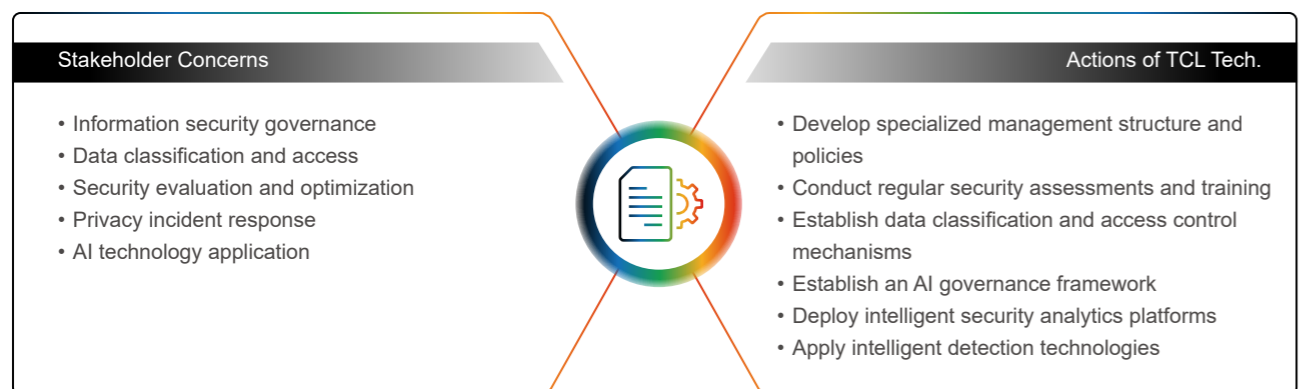 Stakeholder Concerns
• Information security governance
• Data classification and access
• Security evaluation and optimization
• Privacy incident response
• AI technology application
Actions of TCL Tech.
• Develop specialized management structure and
policies
• Conduct regular security assessments and training
• Establish data classification and access control
mechanisms
• Establish an AI governance framework
• Deploy intelligent security analytics platforms
• Apply intelligent detection technologies